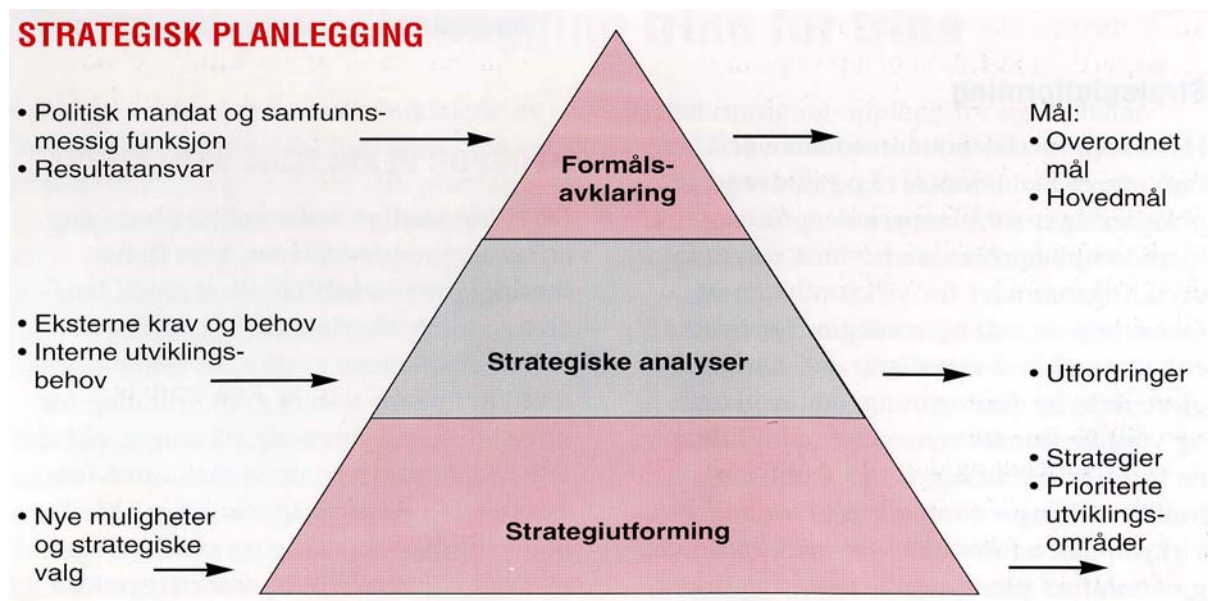 STRATEGISK PLANLEGGING
• Politisk mandat og samfunns-
messig funksjon
• Resultatansvar
Formåls-
avklaring
Mål:
• Overordnet
mål
• Hovedmål
• Eksterne krav og behov
• Interne utviklings-
behov
Strategiske analyser
• Utfordringer
• Nye muligheter
og strategiske
valg
Strategiutforming
• Strategier
• Prioriterte
utviklings-
områder